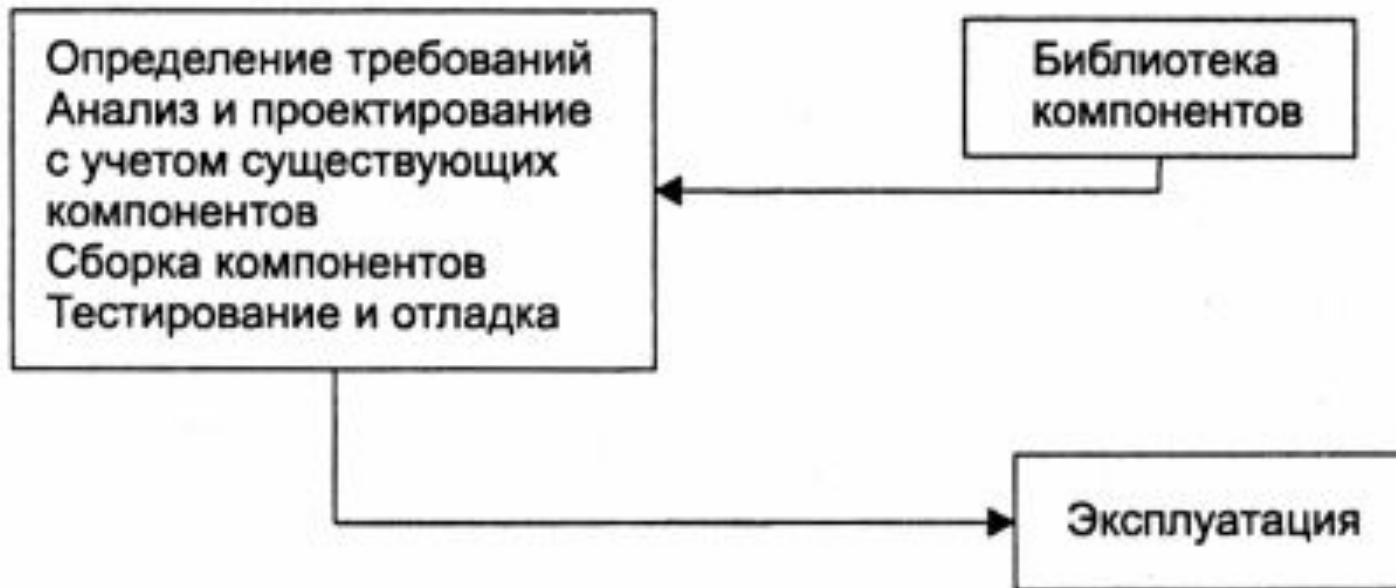 Определение требований
Анализ и проектирование
с учетом существующих
компонентов
Сборка компонентов
Тестирование и отладка
Библиотека
компонентов
Эксплуатация